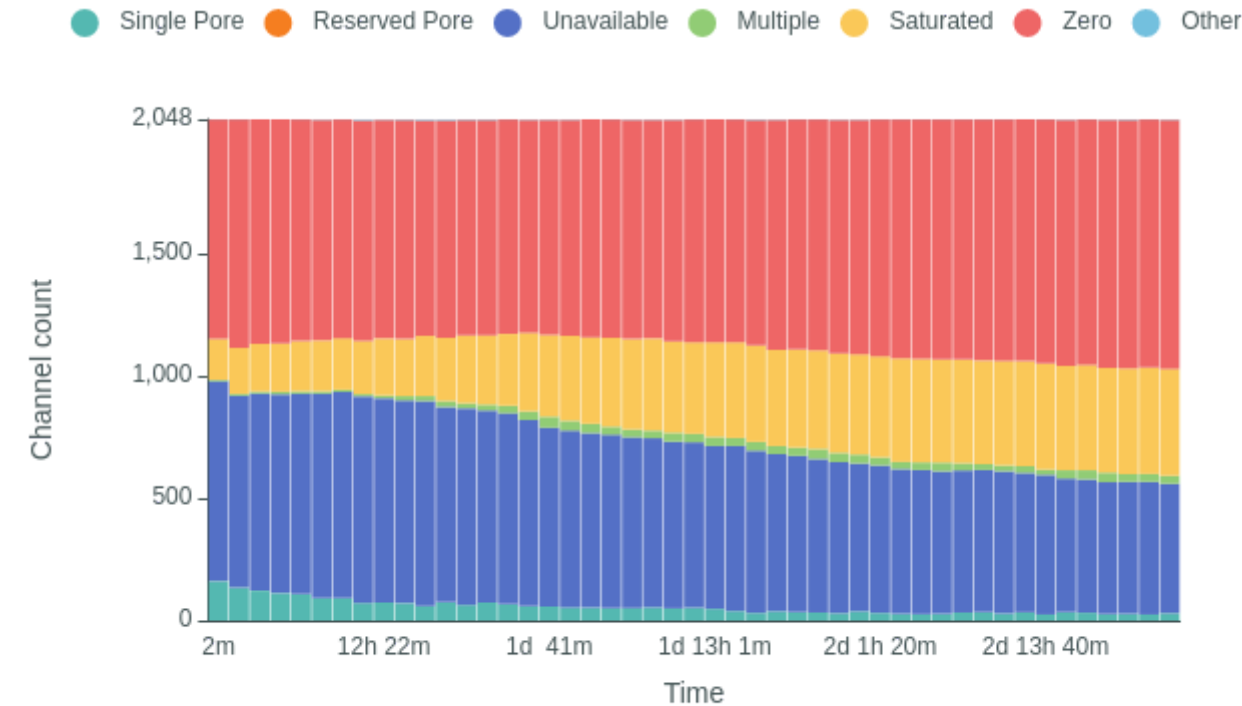 Single Pore Reserved Pore Unavailable Multiple Saturated Zero Other
2,048
1,500
1,000
500
0
Channel count
2m 12h 22m 1d 41m 1d 13h 1m 2d 1h 20m 2d 13h 40m
Time